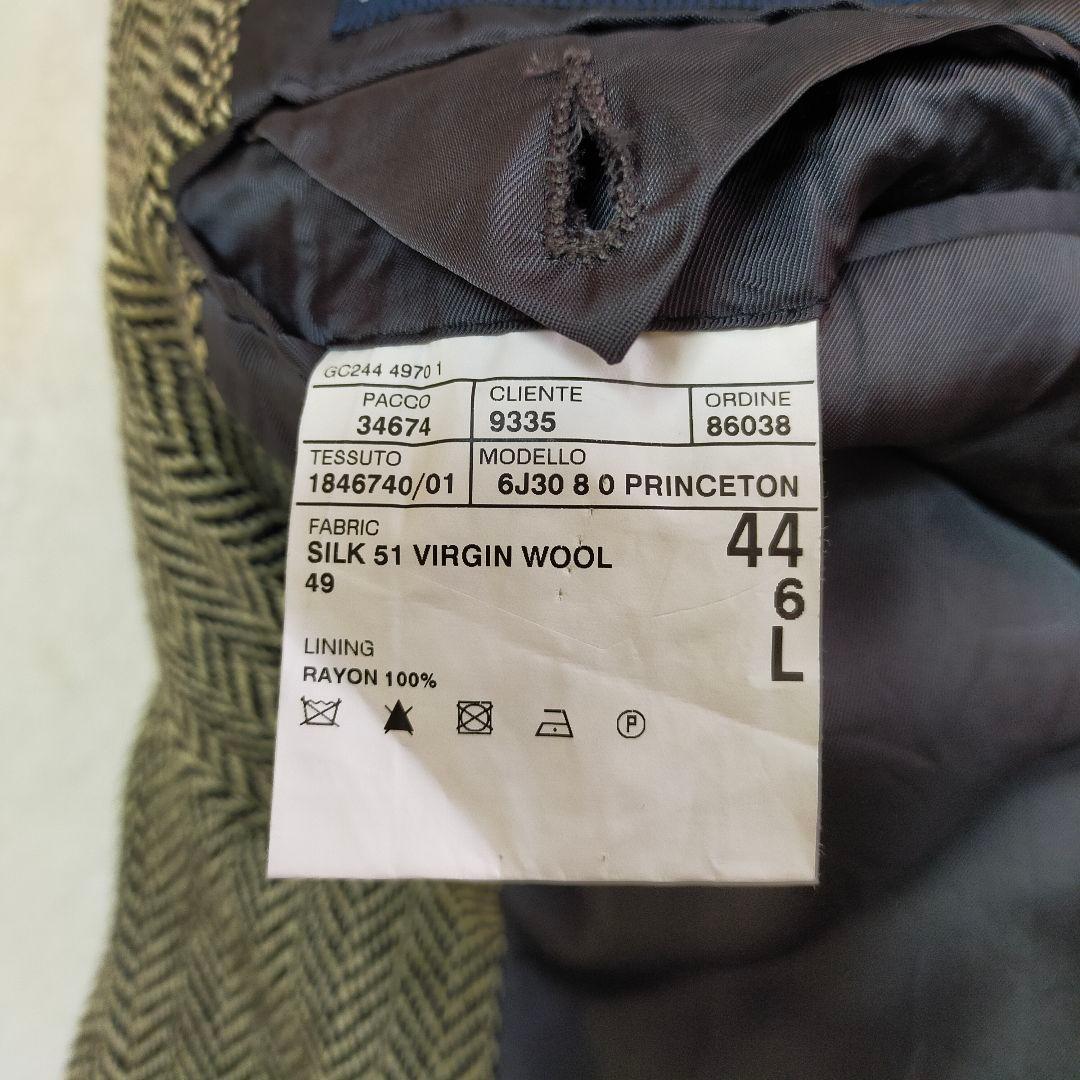 GC244 4970 1
PACCO CLIENTE ORDINE
34674 9335 86038
TESSUTO MODELLO
1846740/01 6J30 8 0 PRINCETON
FABRIC
SILK 51 VIRGIN WOOL
49
44
6
L
LINING
RAYON 100%
P